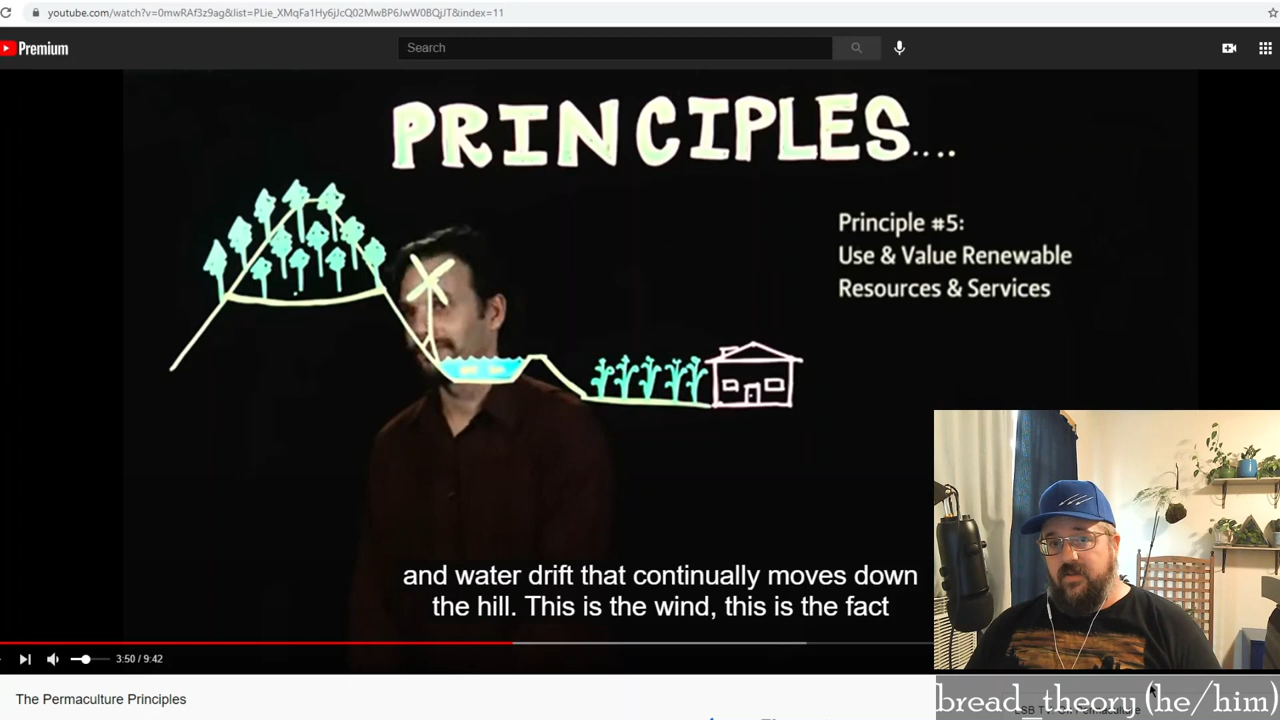 youtube.com/watch?v=0mwRAf3z9ag&list=PLie_XMqFa1Hy6jJcQ02MwBP6JwW0BQjJT&index=11
Premium
Search
PRINCIPLES....
Principle #5:
Use & Value Renewable
Resources & Services
and water drift that continually moves down
the hill. This is the wind, this is the fact
3:50 / 9:42
The Permaculture Principles
bread_theory (he/him)